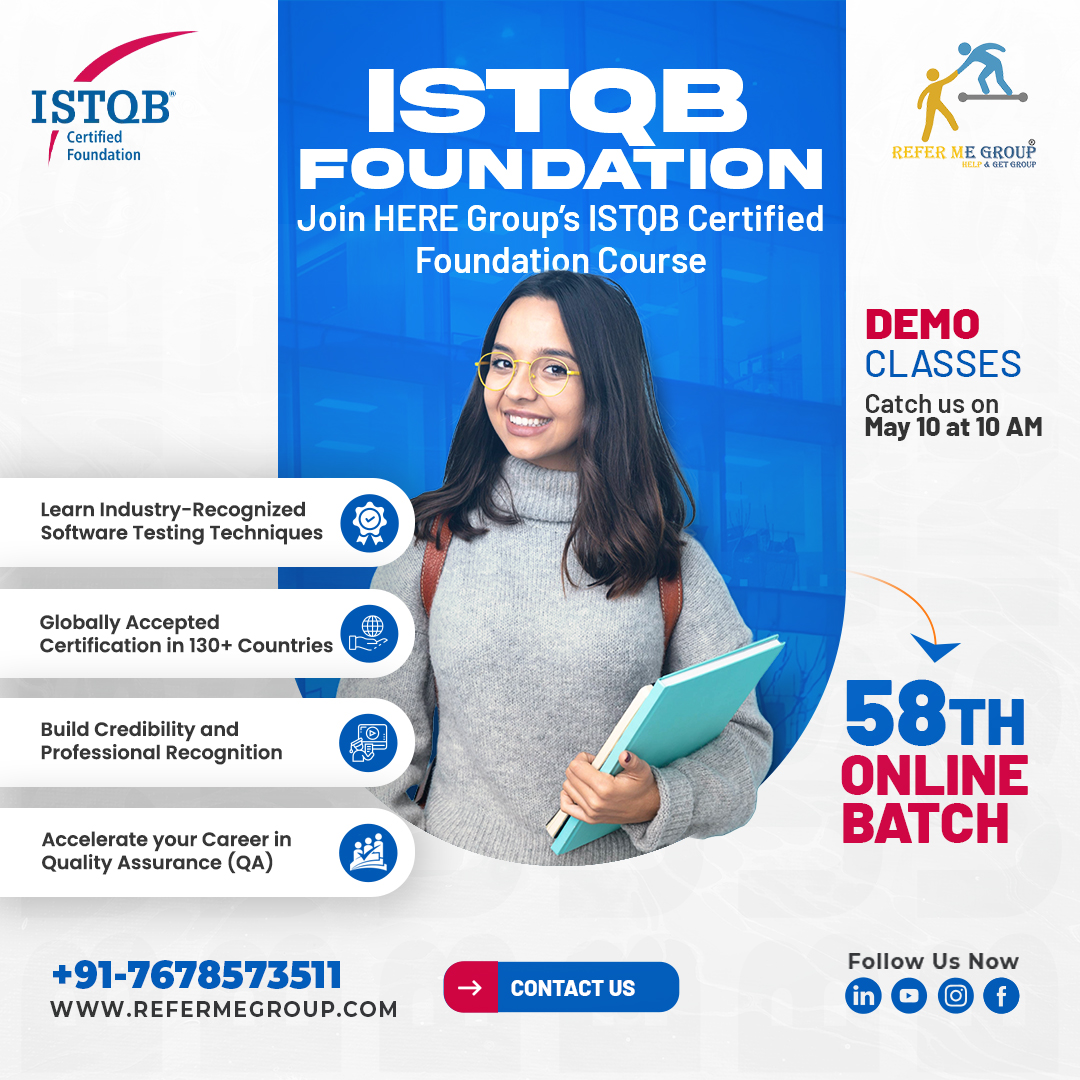 ISTQB®
Certified
Foundation
ISTQB
FOUNDATION
Join HERE Group's ISTQB Certified
Foundation Course
REFER ME GROUP®
HELP & GET GROUP
DEMO
CLASSES
Catch us on
May 10 at 10 AM
Learn Industry-Recognized
Software Testing Techniques
Globally Accepted
Certification in 130+ Countries
Build Credibility and
Professional Recognition
Accelerate your Career in
Quality Assurance (QA)
58TH
ONLINE
BATCH
+91-7678573511
WWW.REFERMEGROUP.COM
CONTACT US
Follow Us Now
in
f